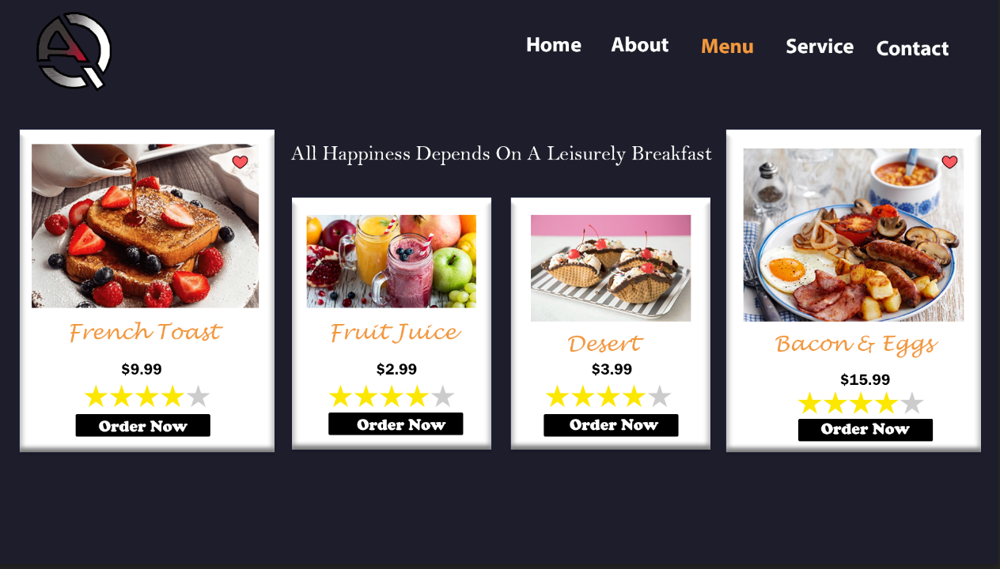 Home About Menu Service Contact
All Happiness Depends On A Leisurely Breakfast
French Toast
$9.99
Order Now
Fruit Juice
$2.99
Order Now
Desert
$3.99
Order Now
Bacon & Eggs
$15.99
Order Now